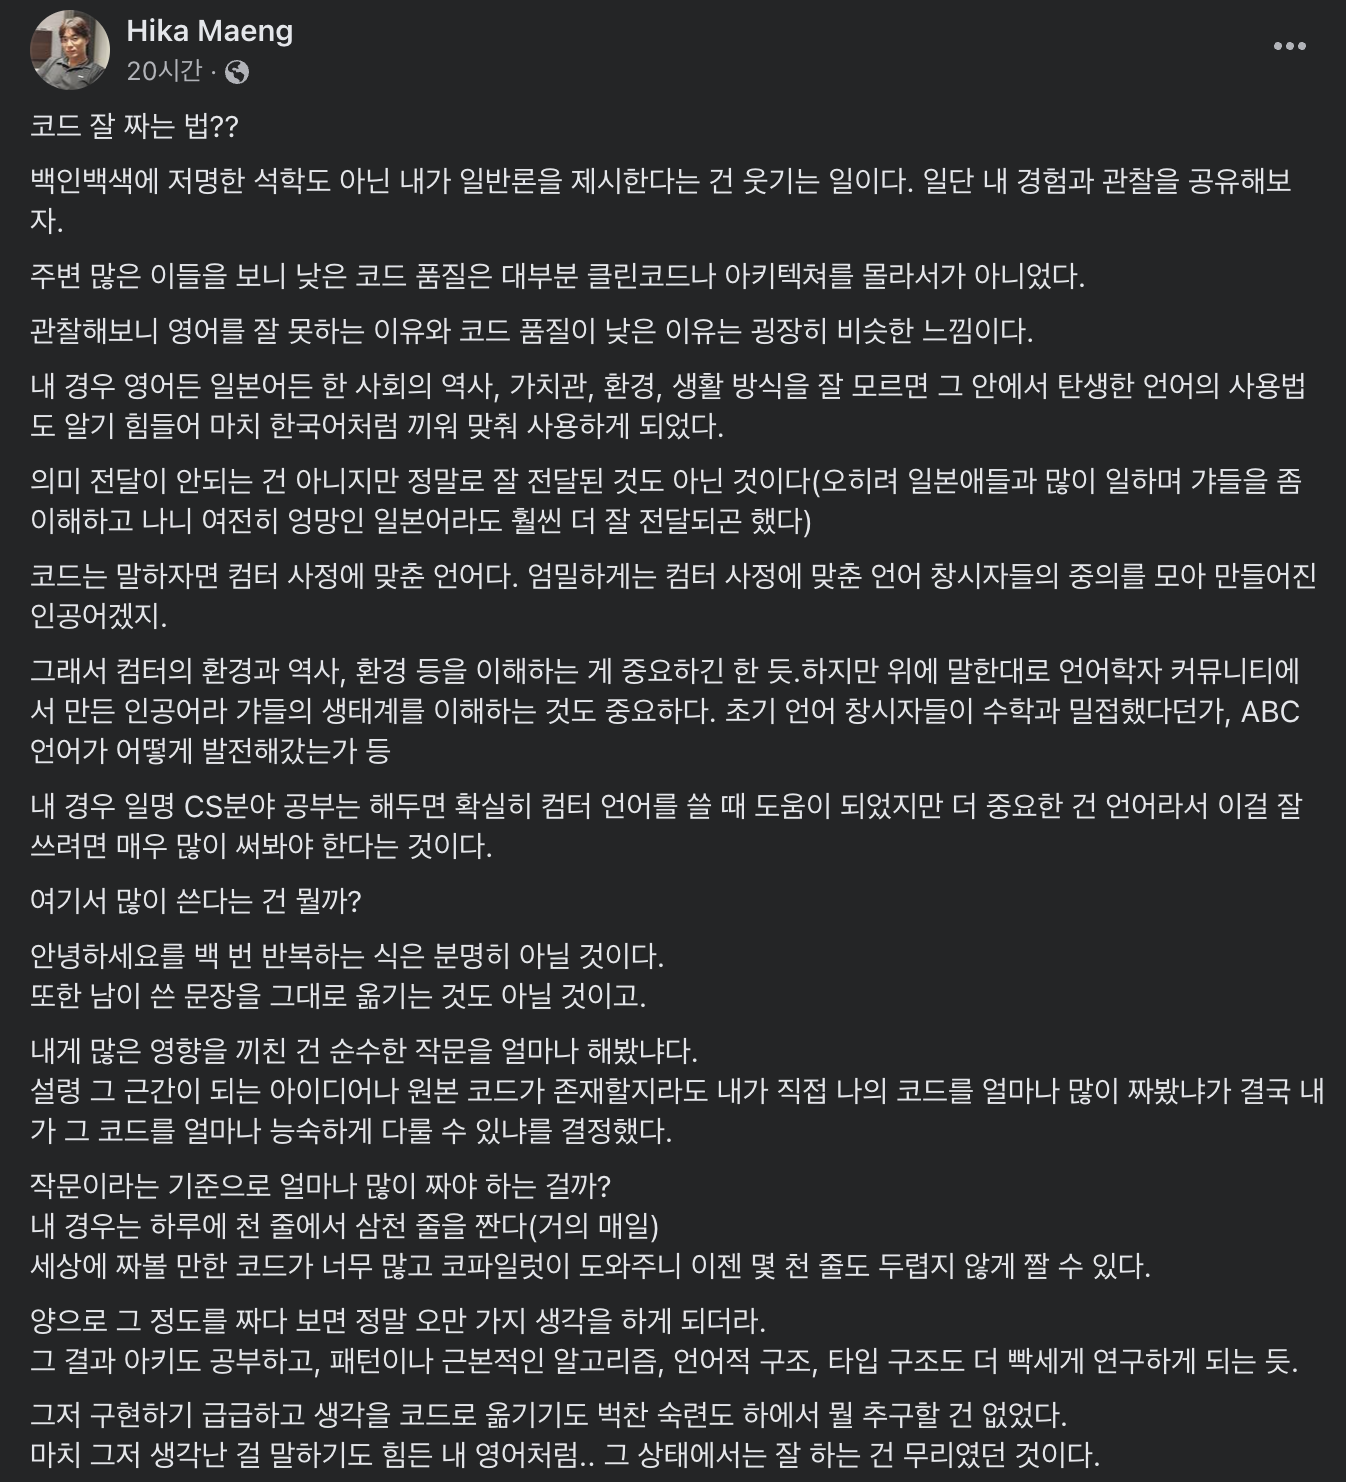 Hika Maeng
20시간 ·
코드 잘 짜는 법??
백인백색에 저명한 석학도 아닌 내가 일반론을 제시한다는 건 웃기는 일이다. 일단 내 경험과 관찰을 공유해보
자.
주변 많은 이들을 보니 낮은 코드 품질은 대부분 클린코드나 아키텍쳐를 몰라서가 아니었다.
관찰해보니 영어를 잘 못하는 이유와 코드 품질이 낮은 이유는 굉장히 비슷한 느낌이다.
내 경우 영어든 일본어든 한 사회의 역사, 가치관, 환경, 생활 방식을 잘 모르면 그 안에서 탄생한 언어의 사용법
도 알기 힘들어 마치 한국어처럼 끼워 맞춰 사용하게 되었다.
의미 전달이 안되는 건 아니지만 정말로 잘 전달된 것도 아닌 것이다(오히려 일본애들과 많이 일하며 걔들을 좀
이해하고 나니 여전히 엉망인 일본어라도 훨씬 더 잘 전달되곤 했다)
코드는 말하자면 컴터 사정에 맞춘 언어다. 엄밀하게는 컴터 사정에 맞춘 언어 창시자들의 중의를 모아 만들어진
인공어겠지.
그래서 컴터의 환경과 역사, 환경 등을 이해하는 게 중요하긴 한 듯.하지만 위에 말한대로 언어학자 커뮤니티에
서 만든 인공어라 걔들의 생태계를 이해하는 것도 중요하다. 초기 언어 창시자들이 수학과 밀접했다던가, ABC
언어가 어떻게 발전해갔는가 등
내 경우 일명 CS분야 공부는 해두면 확실히 컴터 언어를 쓸 때 도움이 되었지만 더 중요한 건 언어라서 이걸 잘
쓰려면 매우 많이 써봐야 한다는 것이다.
여기서 많이 쓴다는 건 뭘까?
안녕하세요를 백 번 반복하는 식은 분명히 아닐 것이다.
또한 남이 쓴 문장을 그대로 옮기는 것도 아닐 것이고.
내게 많은 영향을 끼친 건 순수한 작문을 얼마나 해봤냐다.
설령 그 근간이 되는 아이디어나 원본 코드가 존재할지라도 내가 직접 나의 코드를 얼마나 많이 짜봤냐가 결국 내
가 그 코드를 얼마나 능숙하게 다룰 수 있냐를 결정했다.
작문이라는 기준으로 얼마나 많이 짜야 하는 걸까?
내 경우는 하루에 천 줄에서 삼천 줄을 짠다(거의 매일)
세상에 짜볼 만한 코드가 너무 많고 코파일럿이 도와주니 이젠 몇 천 줄도 두렵지 않게 짤 수 있다.
양으로 그 정도를 짜다 보면 정말 오만 가지 생각을 하게 되더라.
그 결과 아키도 공부하고, 패턴이나 근본적인 알고리즘, 언어적 구조, 타입 구조도 더 빡세게 연구하게 되는 듯.
그저 구현하기 급급하고 생각을 코드로 옮기기도 벅찬 숙련도 하에서 뭘 추구할 건 없었다.
마치 그저 생각난 걸 말하기도 힘든 내 영어처럼.. 그 상태에서는 잘 하는 건 무리였던 것이다.